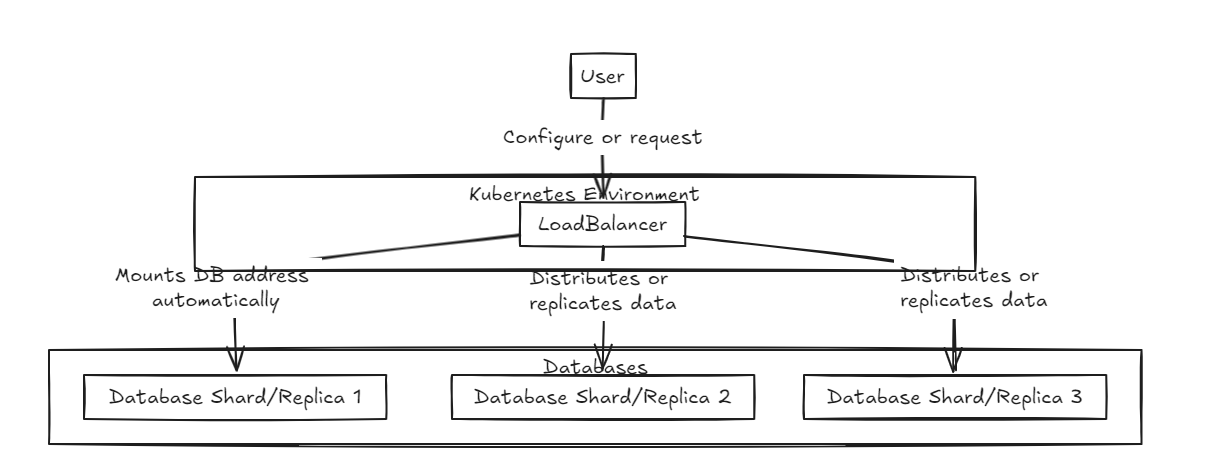 User
Configure or request
Kubernetes Environment
LoadBalancer
Mounts DB address
automatically
Distributes or
replicates data
Distributes or
replicates data
Databases
Database Shard/Replica 1
Database Shard/Replica 2
Database Shard/Replica 3